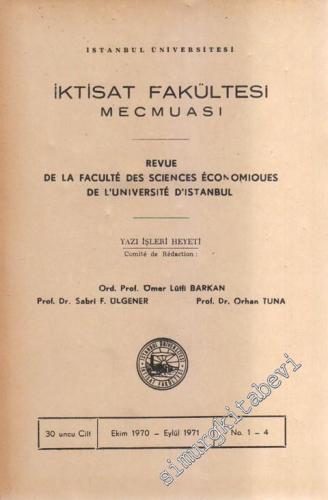 İSTANBUL ÜNİVERSİTESİ
İKTİSAT FAKÜLTESİ
MECMUASI
REVUE
DE LA FACULTÉ DES SCIENCES ÉCONOMIQUES
DE L'UNIVERSITÉ D'ISTANBUL
YAZI İŞLERİ HEYETİ
Comité de Rédaction :
Ord. Prof. Ömer Lûtfi BARKAN
Prof. Dr. Sabri F. ÜLGENER Prof. Dr. Orhan TUNA
30 uncu Cilt Ekim 1970 – Eylül 1971 No. 1 – 4
simurgkitabevi.com